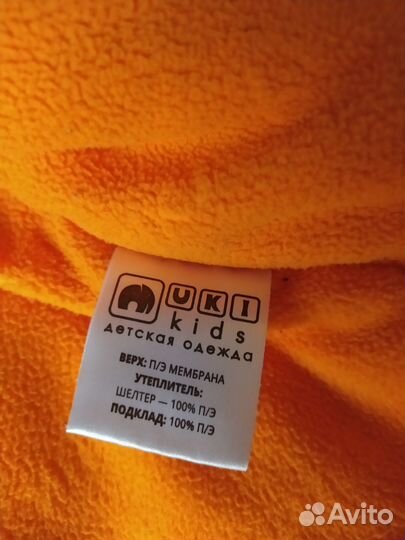 UKI
kids
детская одежда
ВЕРХ: П/Э МЕМБРАНА
УТЕПЛИТЕЛЬ:
ШЕЛТЕР — 100% П/Э
ПОДКЛАД: 100% П/Э
Avito